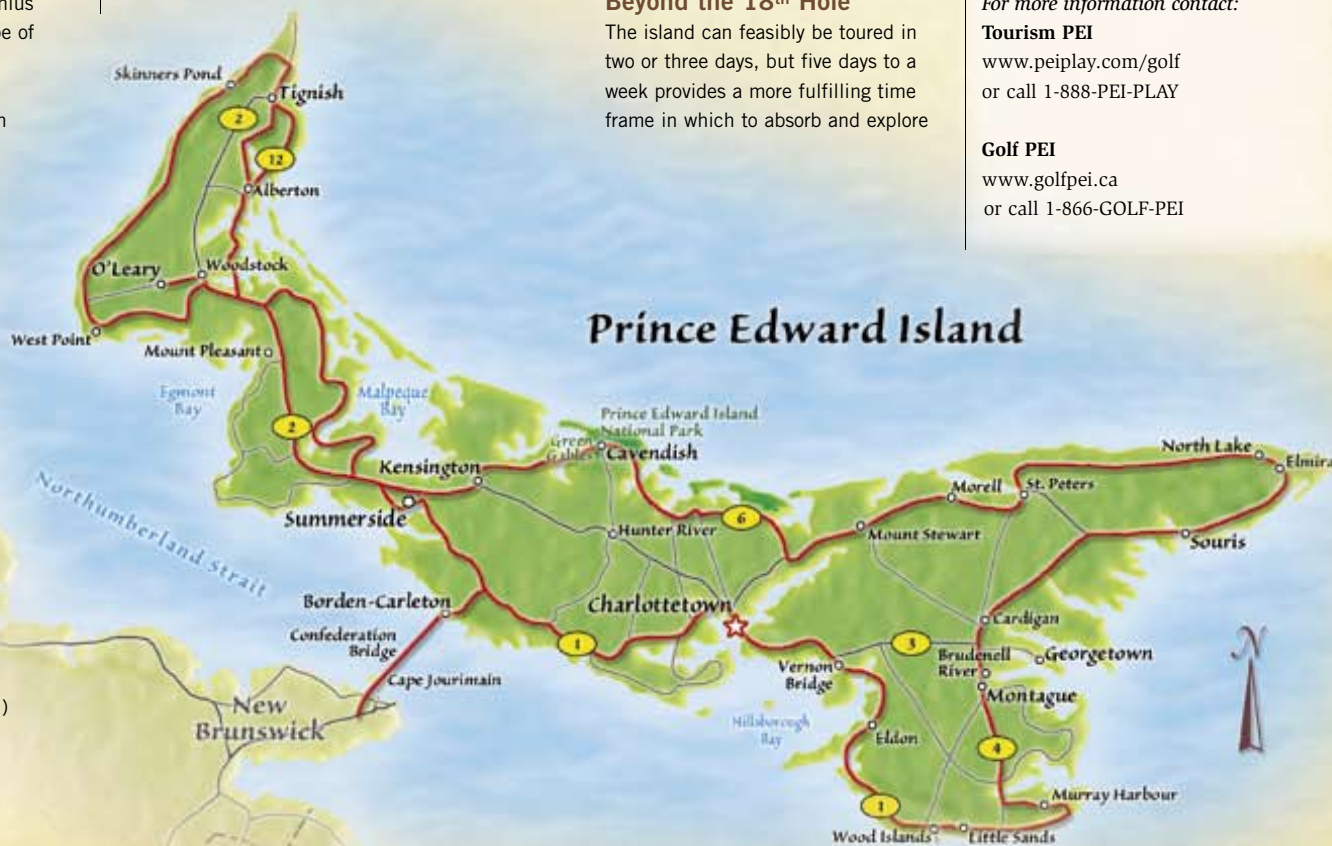 Beyond the 18th Hole
The island can feasibly be toured in
two or three days, but five days to a
week provides a more fulfilling time
frame in which to absorb and explore
For more information contact:
Tourism PEI
www.peiplay.com/golf
or call 1-888-PEI-PLAY
Golf PEI
www.golfpei.ca
or call 1-866-GOLF-PEI
Prince Edward Island
Skinners Pond
Tignish
2
12
Alberton
O'Leary
Woodstock
West Point
Mount Pleasant
Egmont
Bay
Malpeque
Bay
2
Prince Edward Island
National Park
Green
Gables
Cavendish
Kensington
Summerside
Hunter River
6
Morell
St. Peters
North Lake
Elmira
Mount Stewart
Souris
Northumberland Strait
Borden-Carleton
Charlottetown
Confederation
Bridge
1
Cape Jourimain
New
Brunswick
Vernon
Bridge
3
Cardigan
Brudenell
River
Georgetown
Montague
N
Hillsborough
Bay
Eldon
4
1
Murray Harbour
Wood Islands
Little Sands